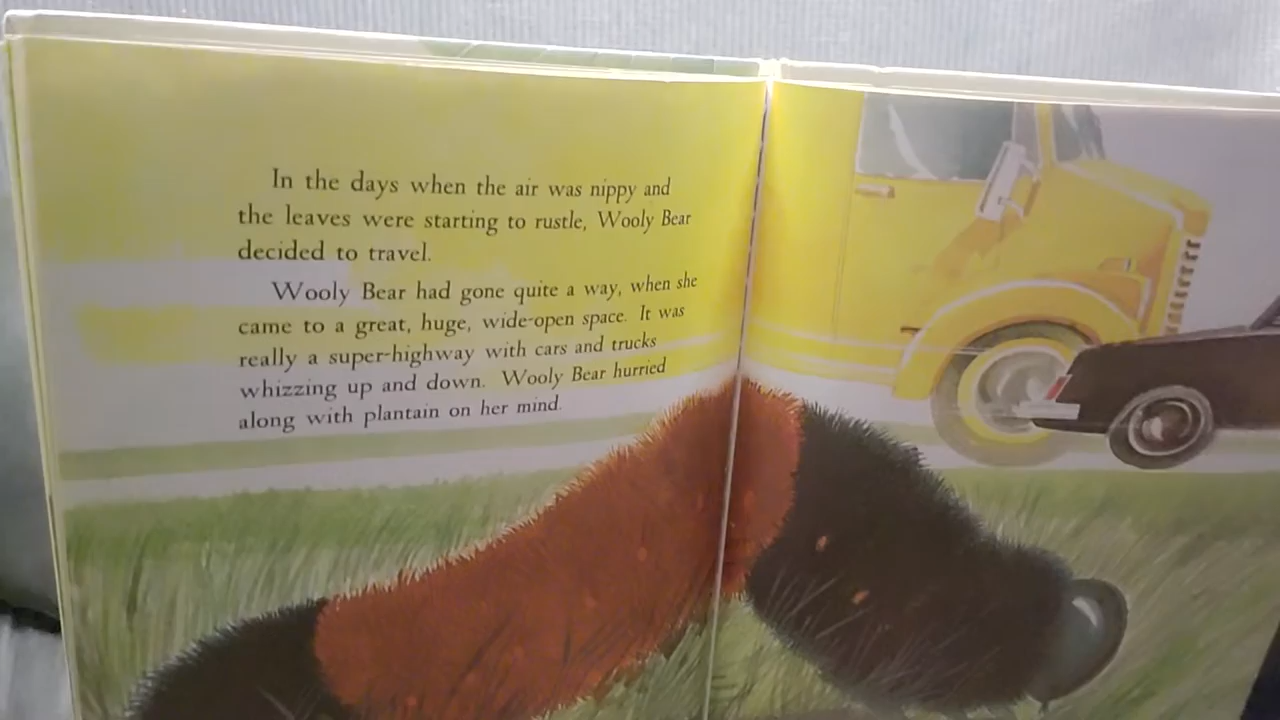 In the days when the air was nippy and
the leaves were starting to rustle, Wooly Bear
decided to travel.
Wooly Bear had gone quite a way, when she
came to a great, huge, wide-open space. It was
really a super-highway with cars and trucks
whizzing up and down. Wooly Bear hurried
along with plantain on her mind.